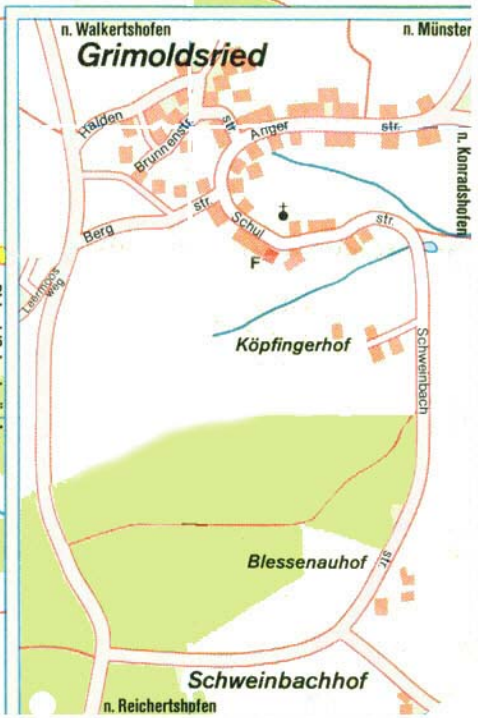 n. Walkertshofen
n. Münster
Grimoldsried
Halden
str.
Anger
str.
Brunnenstr.
n. Konradshofen
str.
Schul
str.
Berg
F
Leermoos
weg
Köpfingerhof
Schweinbach
Blessenauhof
str.
Schweinbachhof
n. Reichertshofen